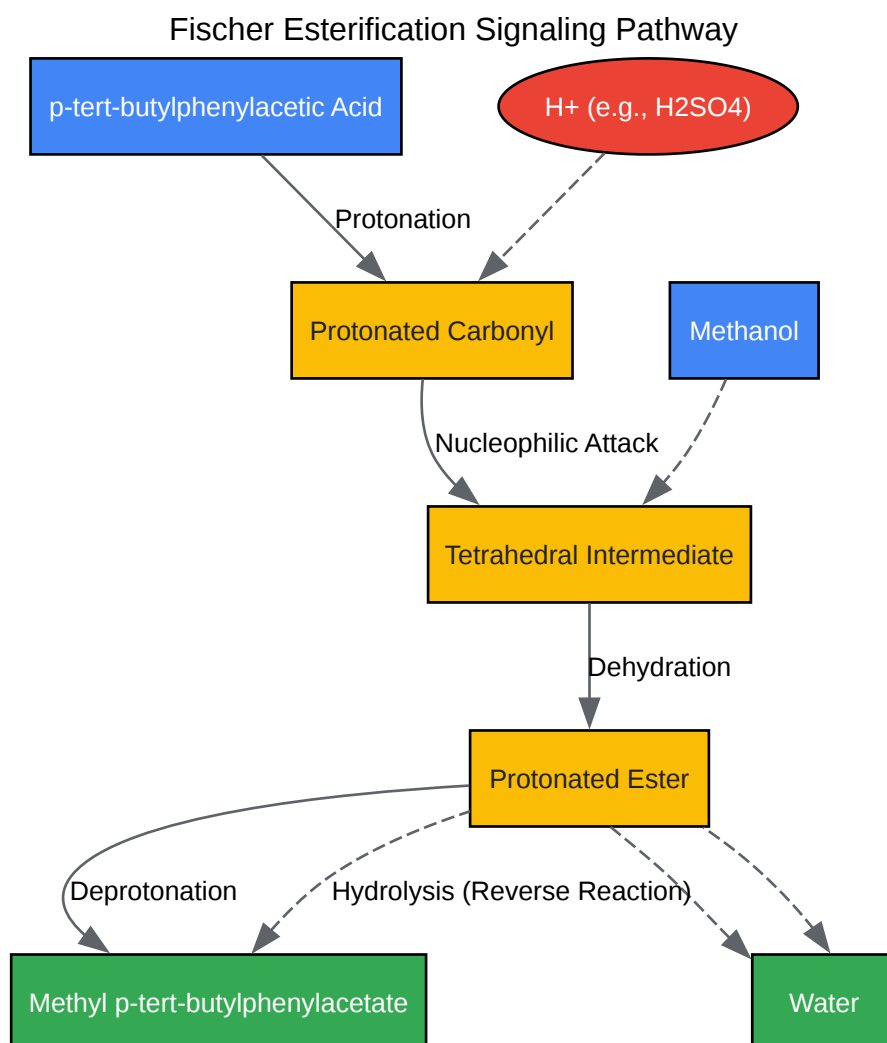 Fischer Esterification Signaling Pathway
p-tert-butylphenylacetic Acid
H+ (e.g., H2SO4)
Protonation
Protonated Carbonyl
Methanol
Nucleophilic Attack
Tetrahedral Intermediate
Dehydration
Protonated Ester
Deprotonation
Hydrolysis (Reverse Reaction)
Methyl p-tert-butylphenylacetate
Water